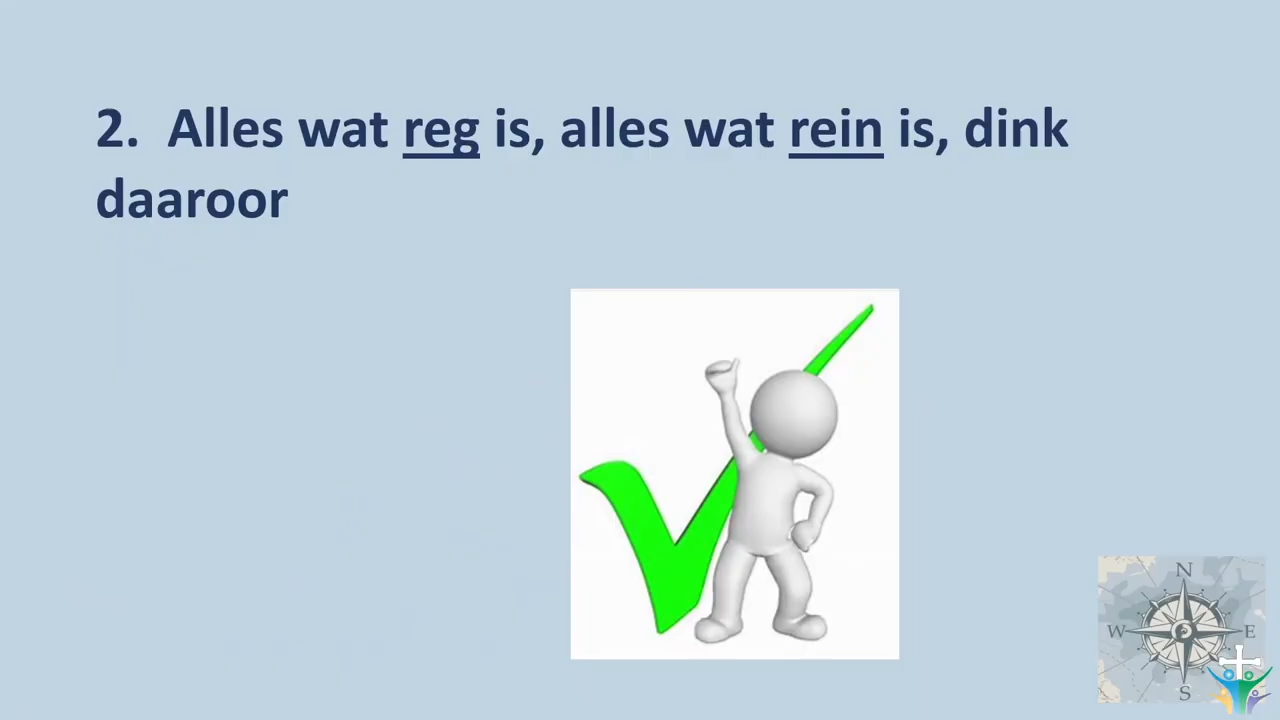 2. Alles wat reg is, alles wat rein is, dink
daaroor
N
W E
S